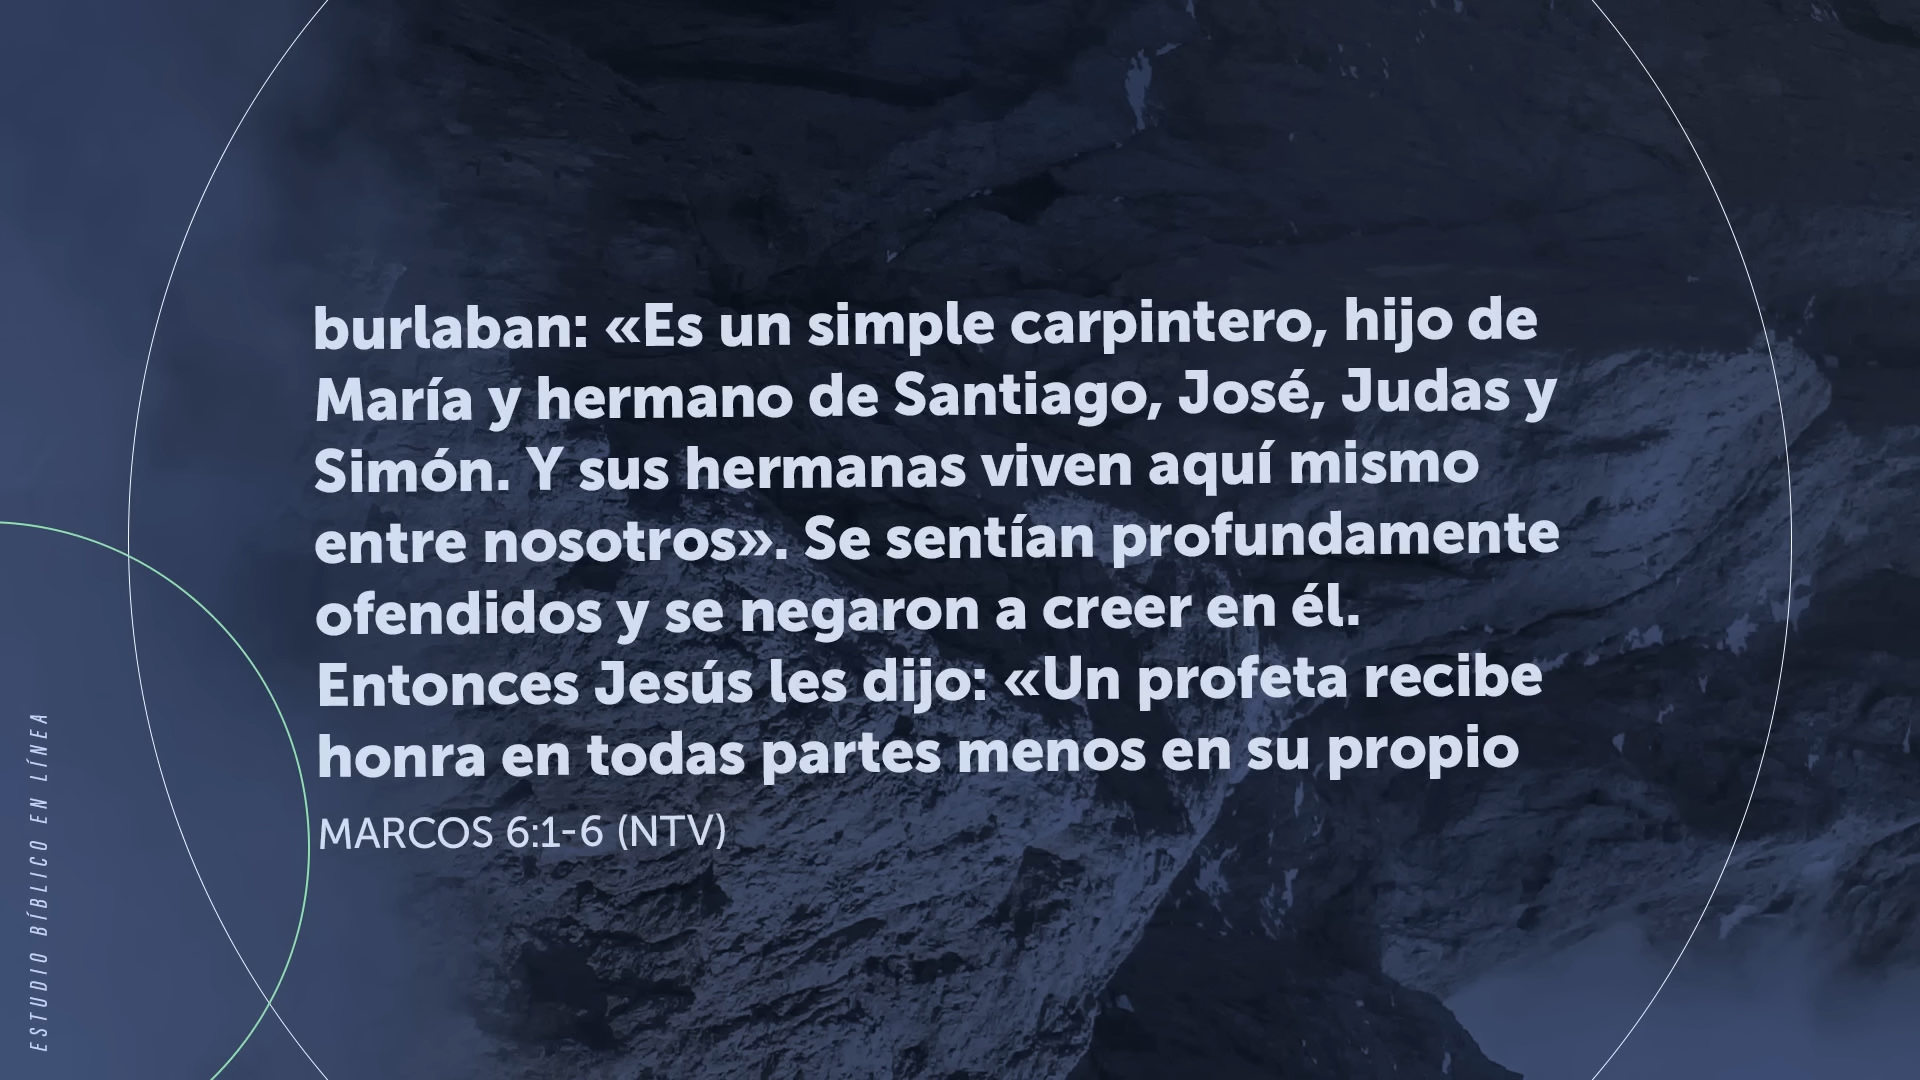 burlaban: «Es un simple carpintero, hijo de
María y hermano de Santiago, José, Judas y
Simón. Y sus hermanas viven aquí mismo
entre nosotros». Se sentían profundamente
ofendidos y se negaron a creer en él.
Entonces Jesús les dijo: «Un profeta recibe
honra en todas partes menos en su propio
MARCOS 6:1-6 (NTV)
ESTUDIO BÍBLICO EN LÍNEA